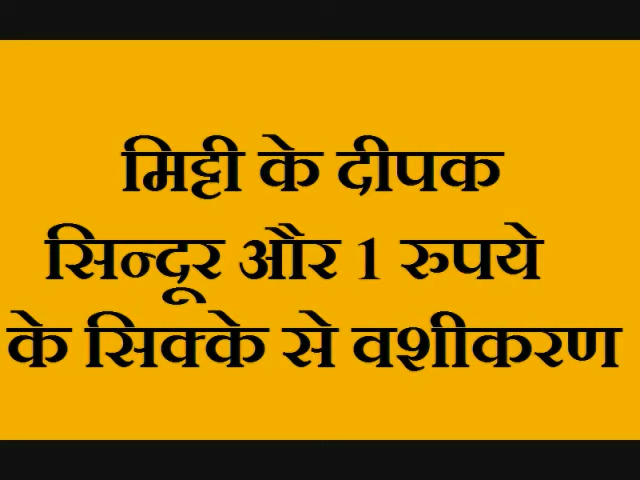 मिट्टी के दीपक
सिन्दूर और 1 रुपये
के सिक्के से वशीकरण